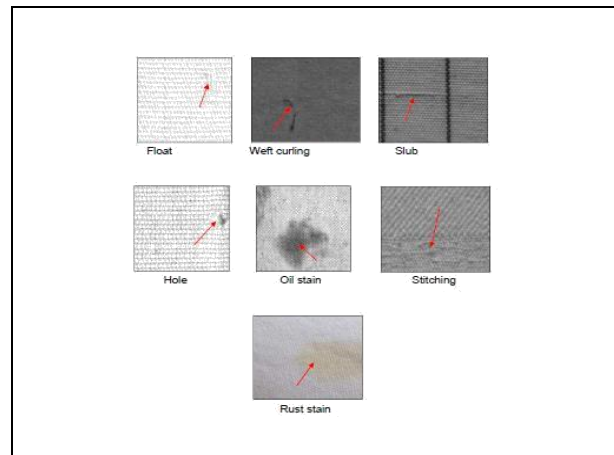 Float
Weft curling
Slub
Hole
Oil stain
Stitching
Rust stain